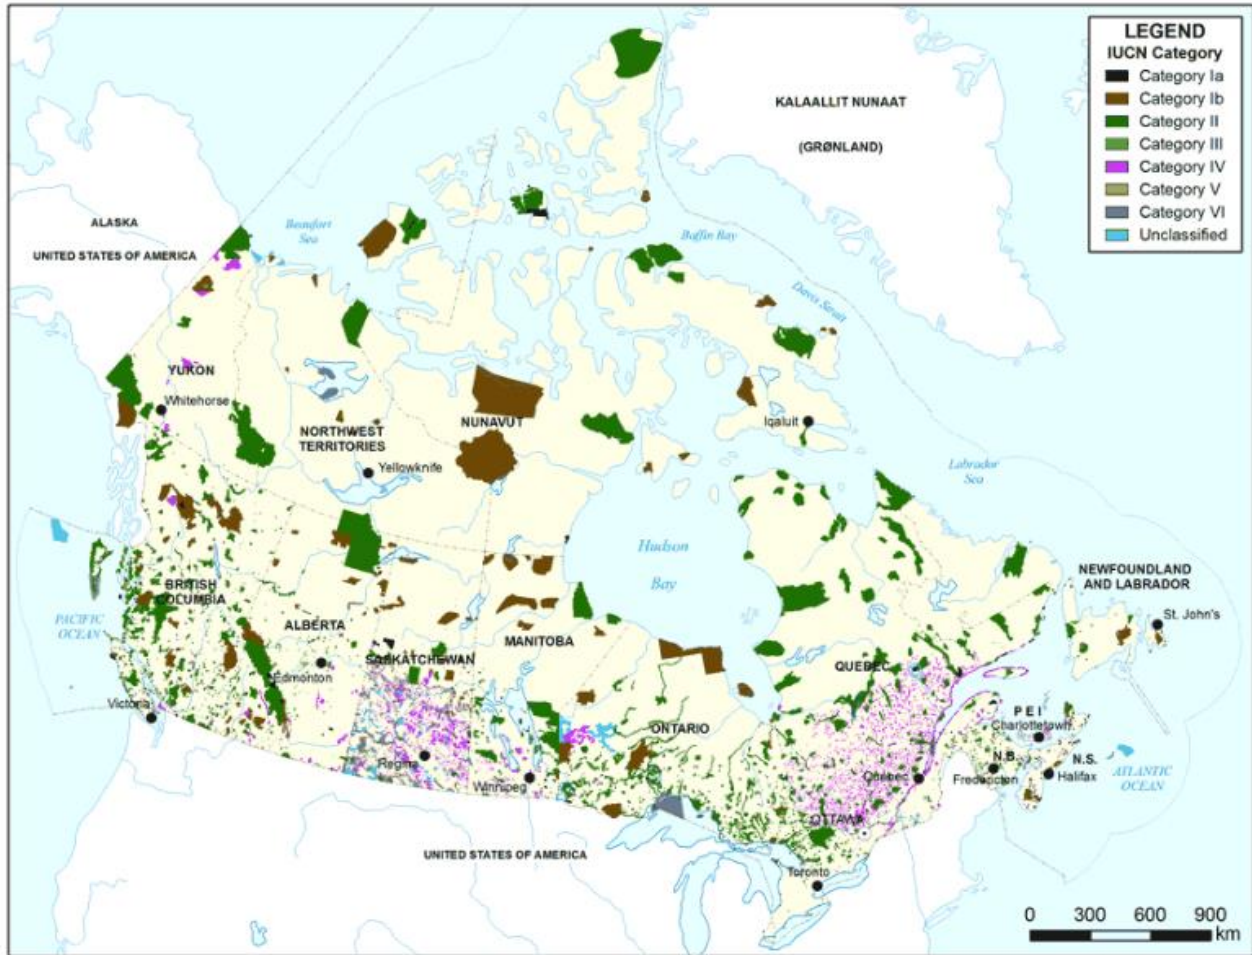 LEGEND
IUCN Category
Category Ia
Category Ib
Category II
Category III
Category IV
Category V
Category VI
Unclassified
KALAALLIT NUNAAT
(GRØNLAND)
ALASKA
UNITED STATES OF AMERICA
Beaufort
Sea
Baffin Bay
Davis Strait
YUKON
Whitehorse
NORTHWEST
TERRITORIES
Yellowknife
NUNAVUT
Iqaluit
Labrador
Sea
Hudson
Bay
NEWFOUNDLAND
AND LABRADOR
St. John's
BRITISH
COLUMBIA
PACIFIC
OCEAN
ALBERTA
Edmonton
Victoria
SASKATCHEWAN
Regina
MANITOBA
Winnipeg
ONTARIO
QUEBEC
Québec
OTTAWA
Toronto
P E I
Charlottetown
N.B.
Fredericton
N.S.
Halifax
ATLANTIC
OCEAN
UNITED STATES OF AMERICA
0 300 600 900
km